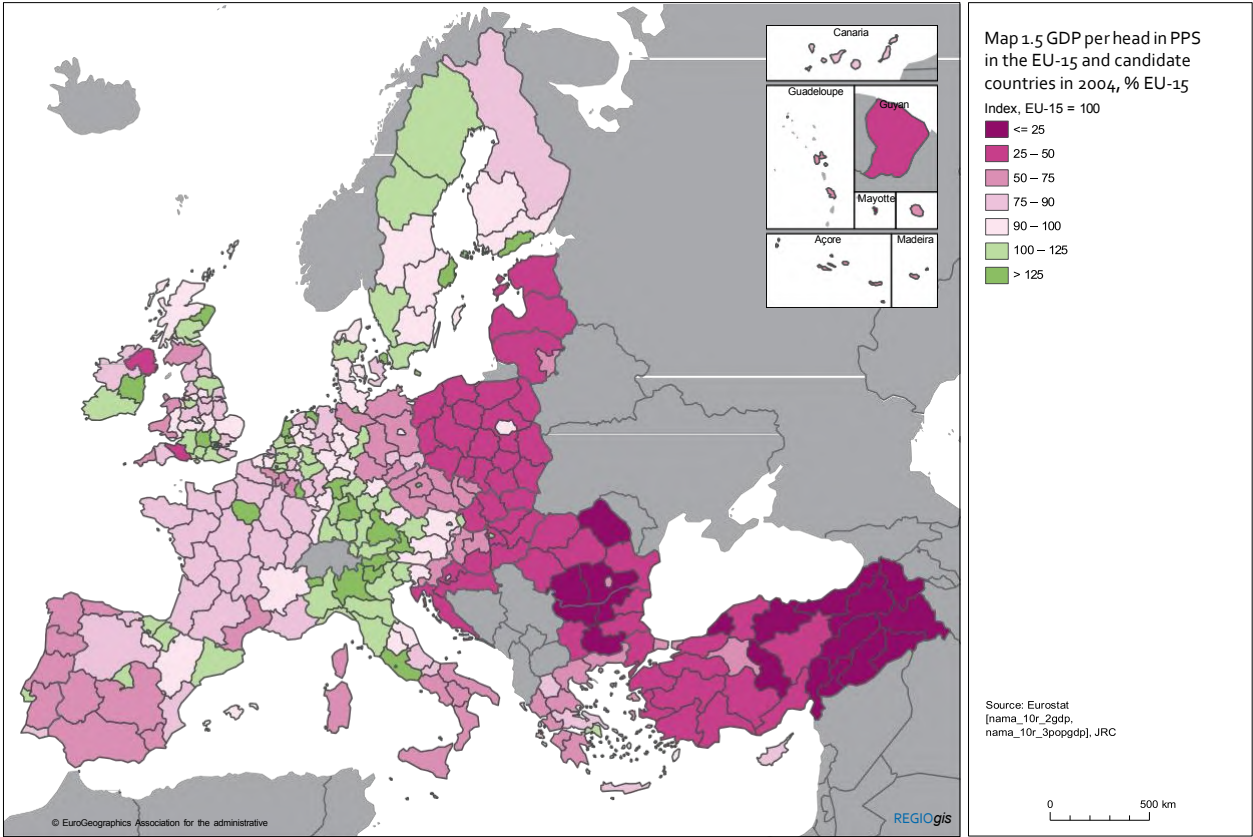 Canaria
Guadeloupe
Guyan
Mayotte
Açore
Madeira
© EuroGeographics Association for the administrative
REGIOgis
Map 1.5 GDP per head in PPS
in the EU-15 and candidate
countries in 2004, % EU-15
Index, EU-15 = 100
<= 25
25 – 50
50 – 75
75 – 90
90 – 100
100 – 125
> 125
Source: Eurostat
[nama_10r_2gdp,
nama_10r_3popgdp], JRC
0 500 km